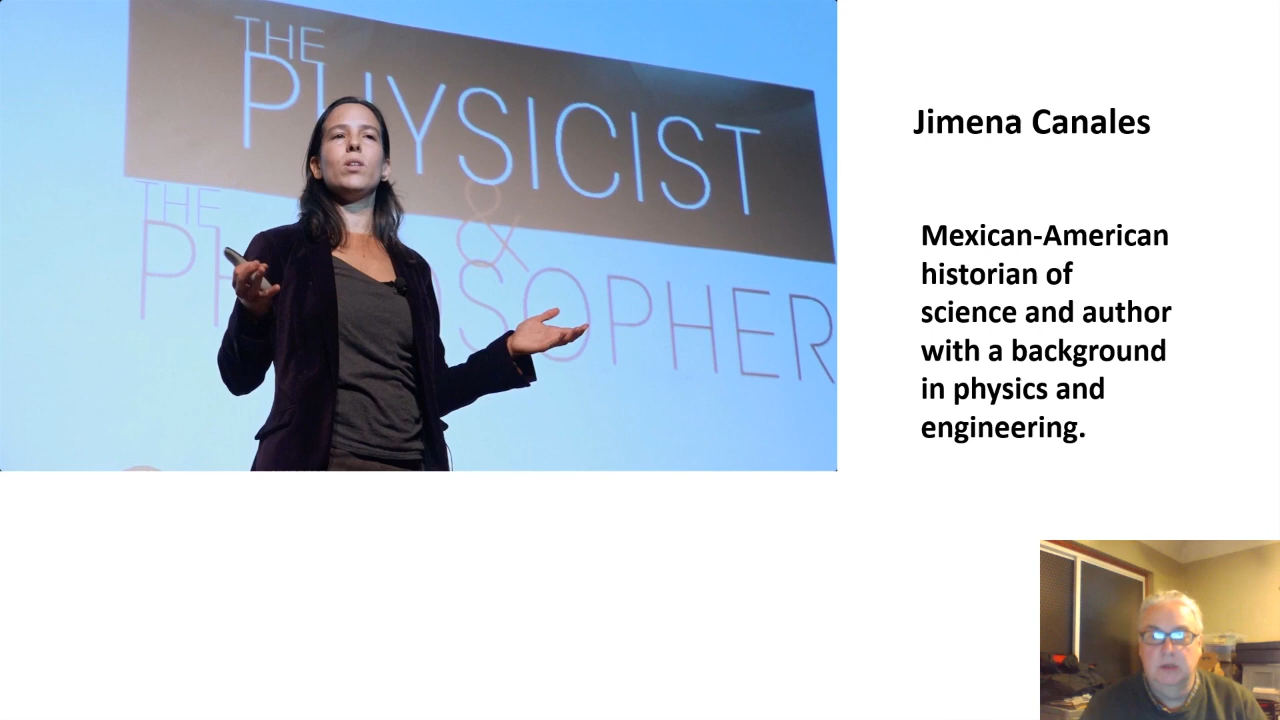 THE
PHYSICIST
&
THE
PHILOSOPHER
Jimena Canales
Mexican-American
historian of
science and author
with a background
in physics and
engineering.